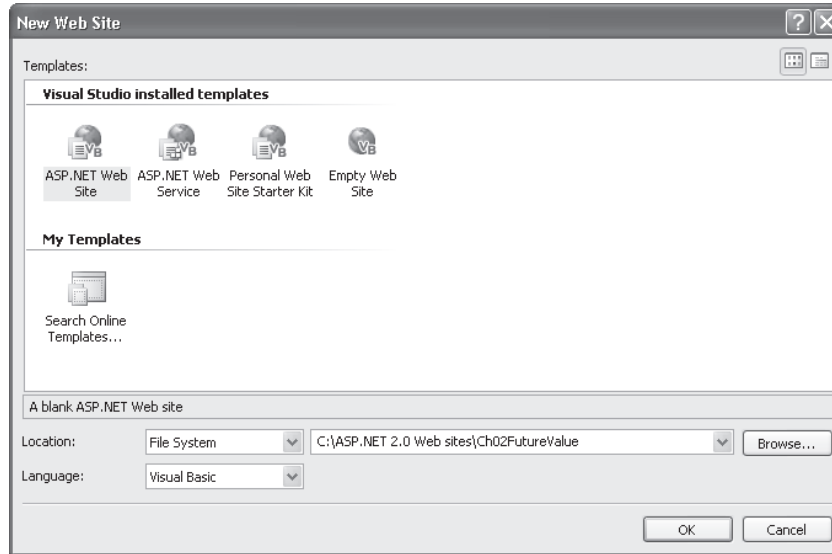 New Web Site
Templates:
Visual Studio installed templates
ASP.NET Web
Site
ASP.NET Web
Service
Personal Web
Site Starter Kit
Empty Web
Site
My Templates
Search Online
Templates...
A blank ASP.NET Web site
Location:
File System
C:\ASP.NET 2.0 Web sites\Ch02FutureValue
Browse...
Language:
Visual Basic
OK
Cancel